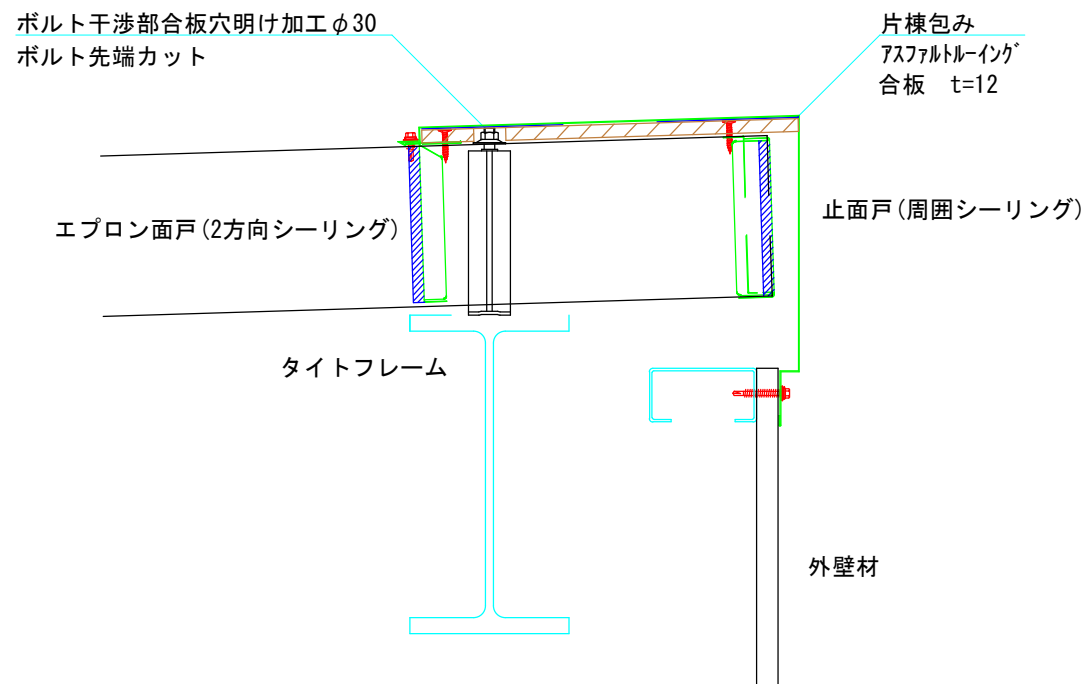 ボルト干渉部合板穴明け加工φ30
ボルト先端カット
片棟包み
アスファルトルーイング
合板 t=12
エプロン面戸(2方向シーリング)
止面戸(周囲シーリング)
タイトフレーム
外壁材